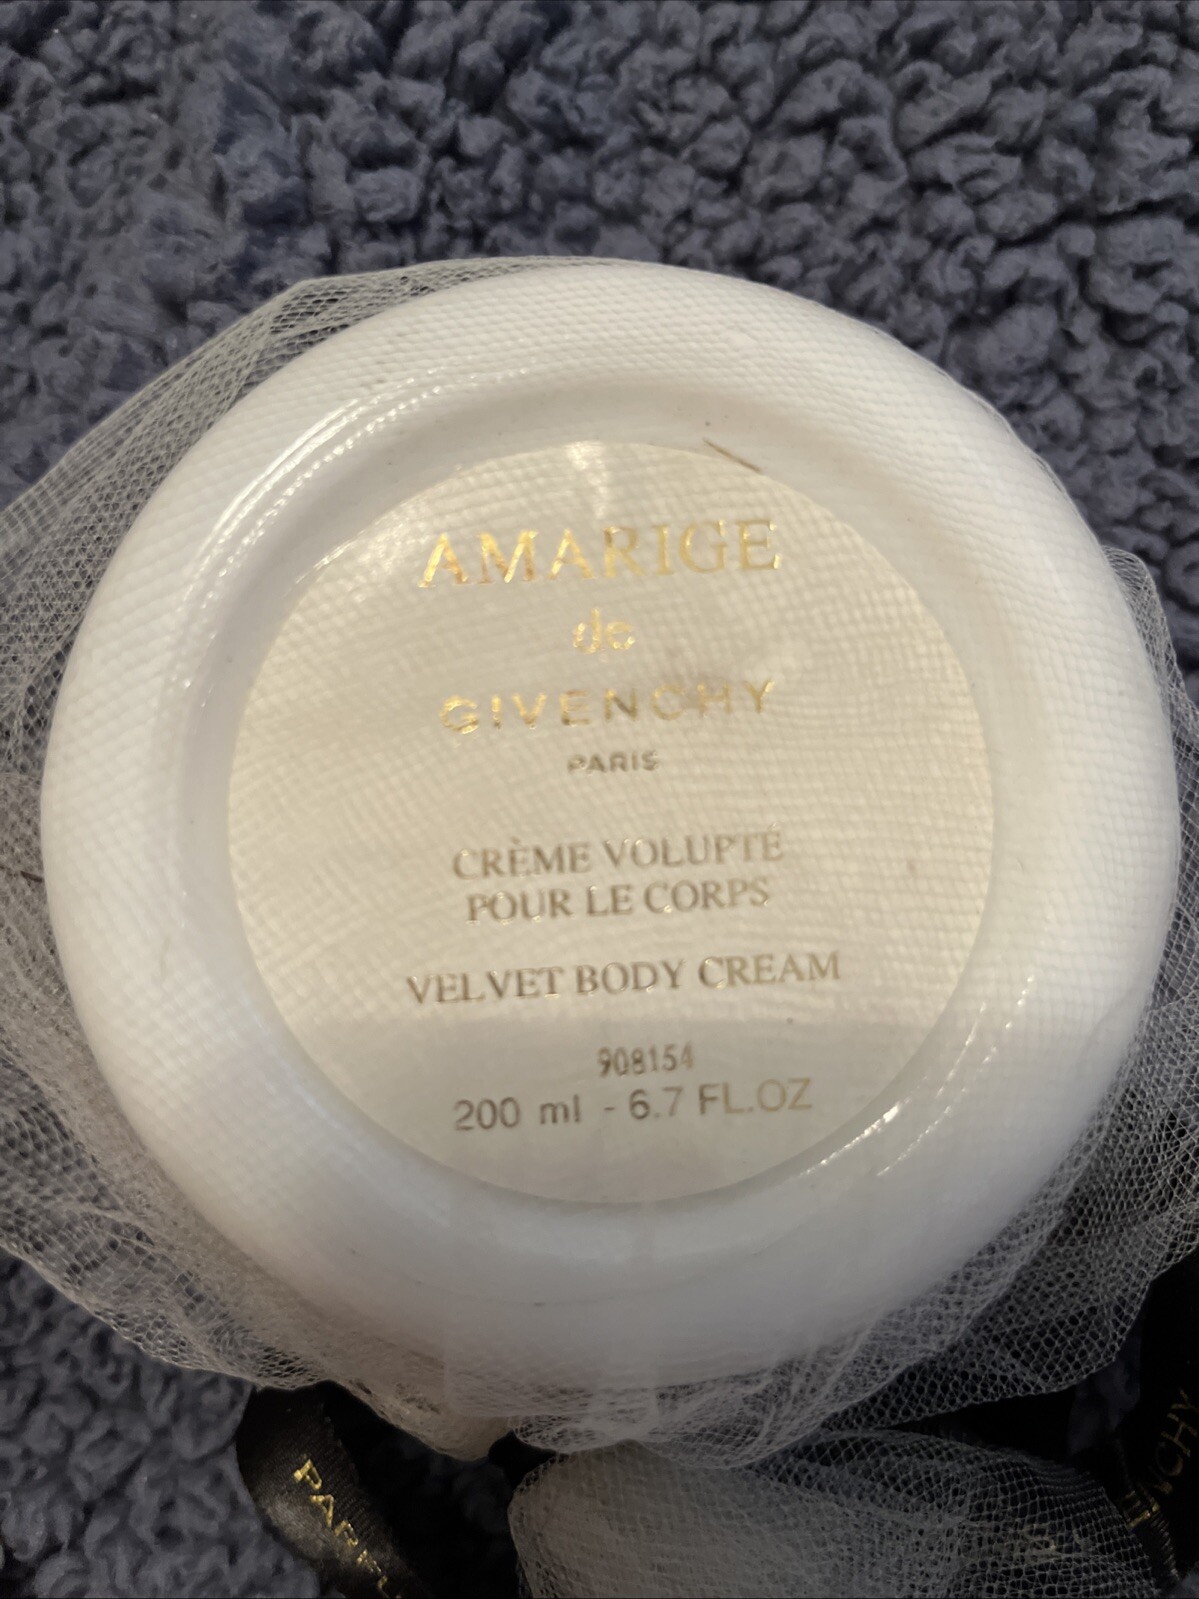 AMARIGE
de
GIVENCHY
PARIS
CRÈME VOLUPTÉ
POUR LE CORPS
VELVET BODY CREAM
908154
200 ml - 6.7 FL.OZ